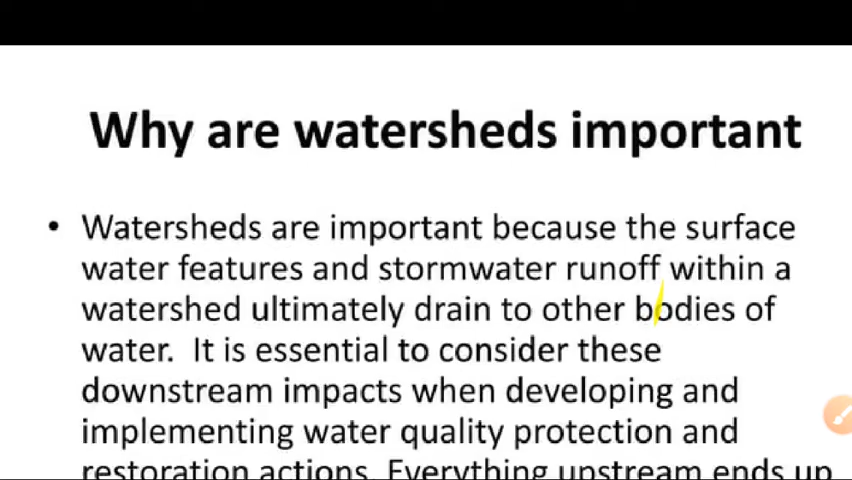 Why are watersheds important
• Watersheds are important because the surface
water features and stormwater runoff within a
watershed ultimately drain to other bodies of
water. It is essential to consider these
downstream impacts when developing and
implementing water quality protection and
restoration actions. Everything upstream ends up